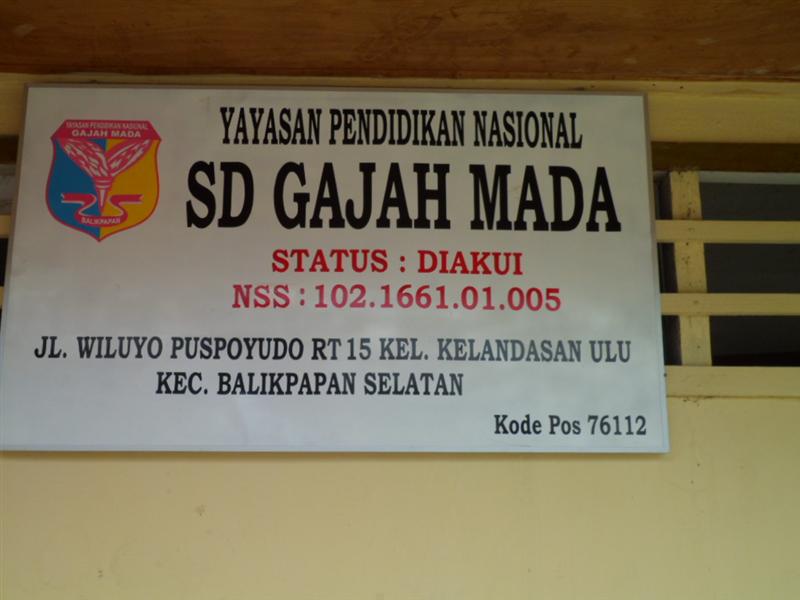 YAYASAN PENDIDIKAN NASIONAL
GAJAH MADA
BALIKPAPAN
YAYASAN PENDIDIKAN NASIONAL
SD GAJAH MADA
STATUS : DIAKUI
NSS : 102.1661.01.005
JL. WILUYO PUSPOYUDO RT 15 KEL. KELANDASAN ULU
KEC. BALIKPAPAN SELATAN
Kode Pos 76112